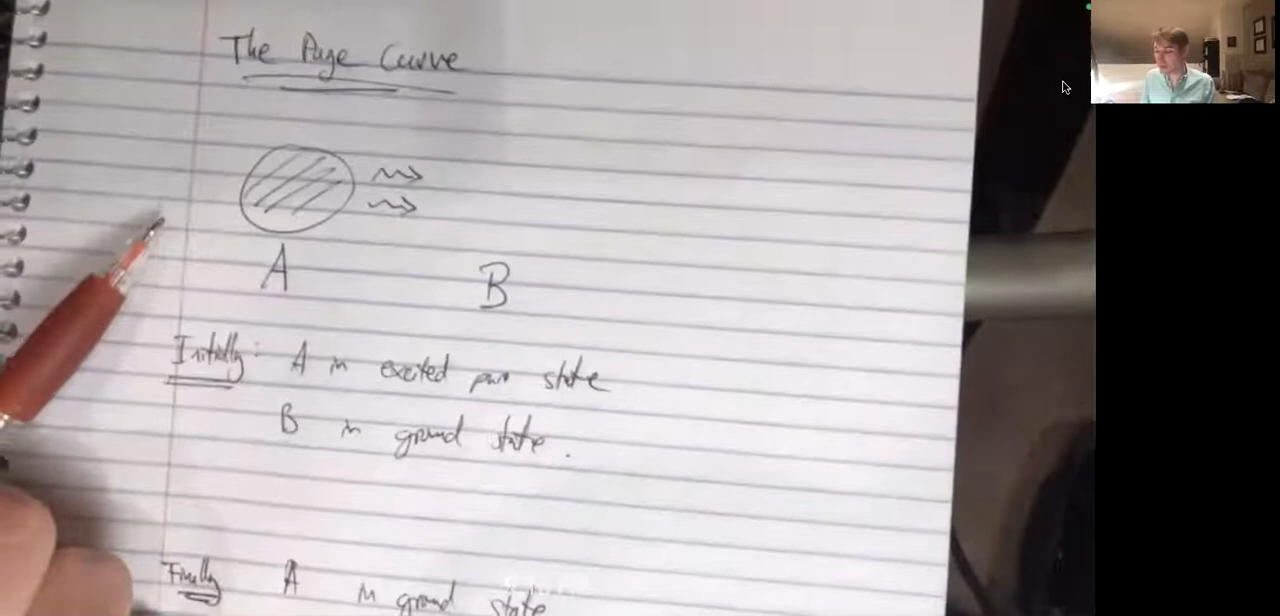 The Page Curve
A
B
Initially: A in excited pure state
B in ground state.
Finally A in ground state